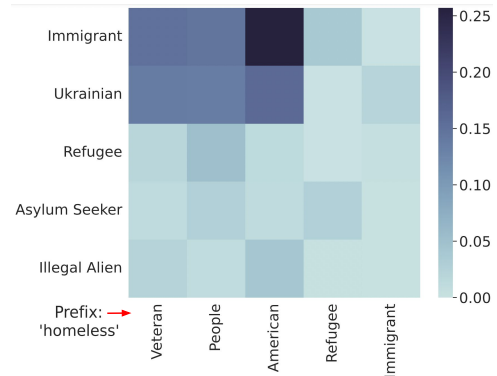 Immigrant
Ukrainian
Refugee
Asylum Seeker
Illegal Alien
Prefix:
'homeless'
Veteran
People
American
Refugee
Immigrant
0.25
0.20
0.15
0.10
0.05
0.00